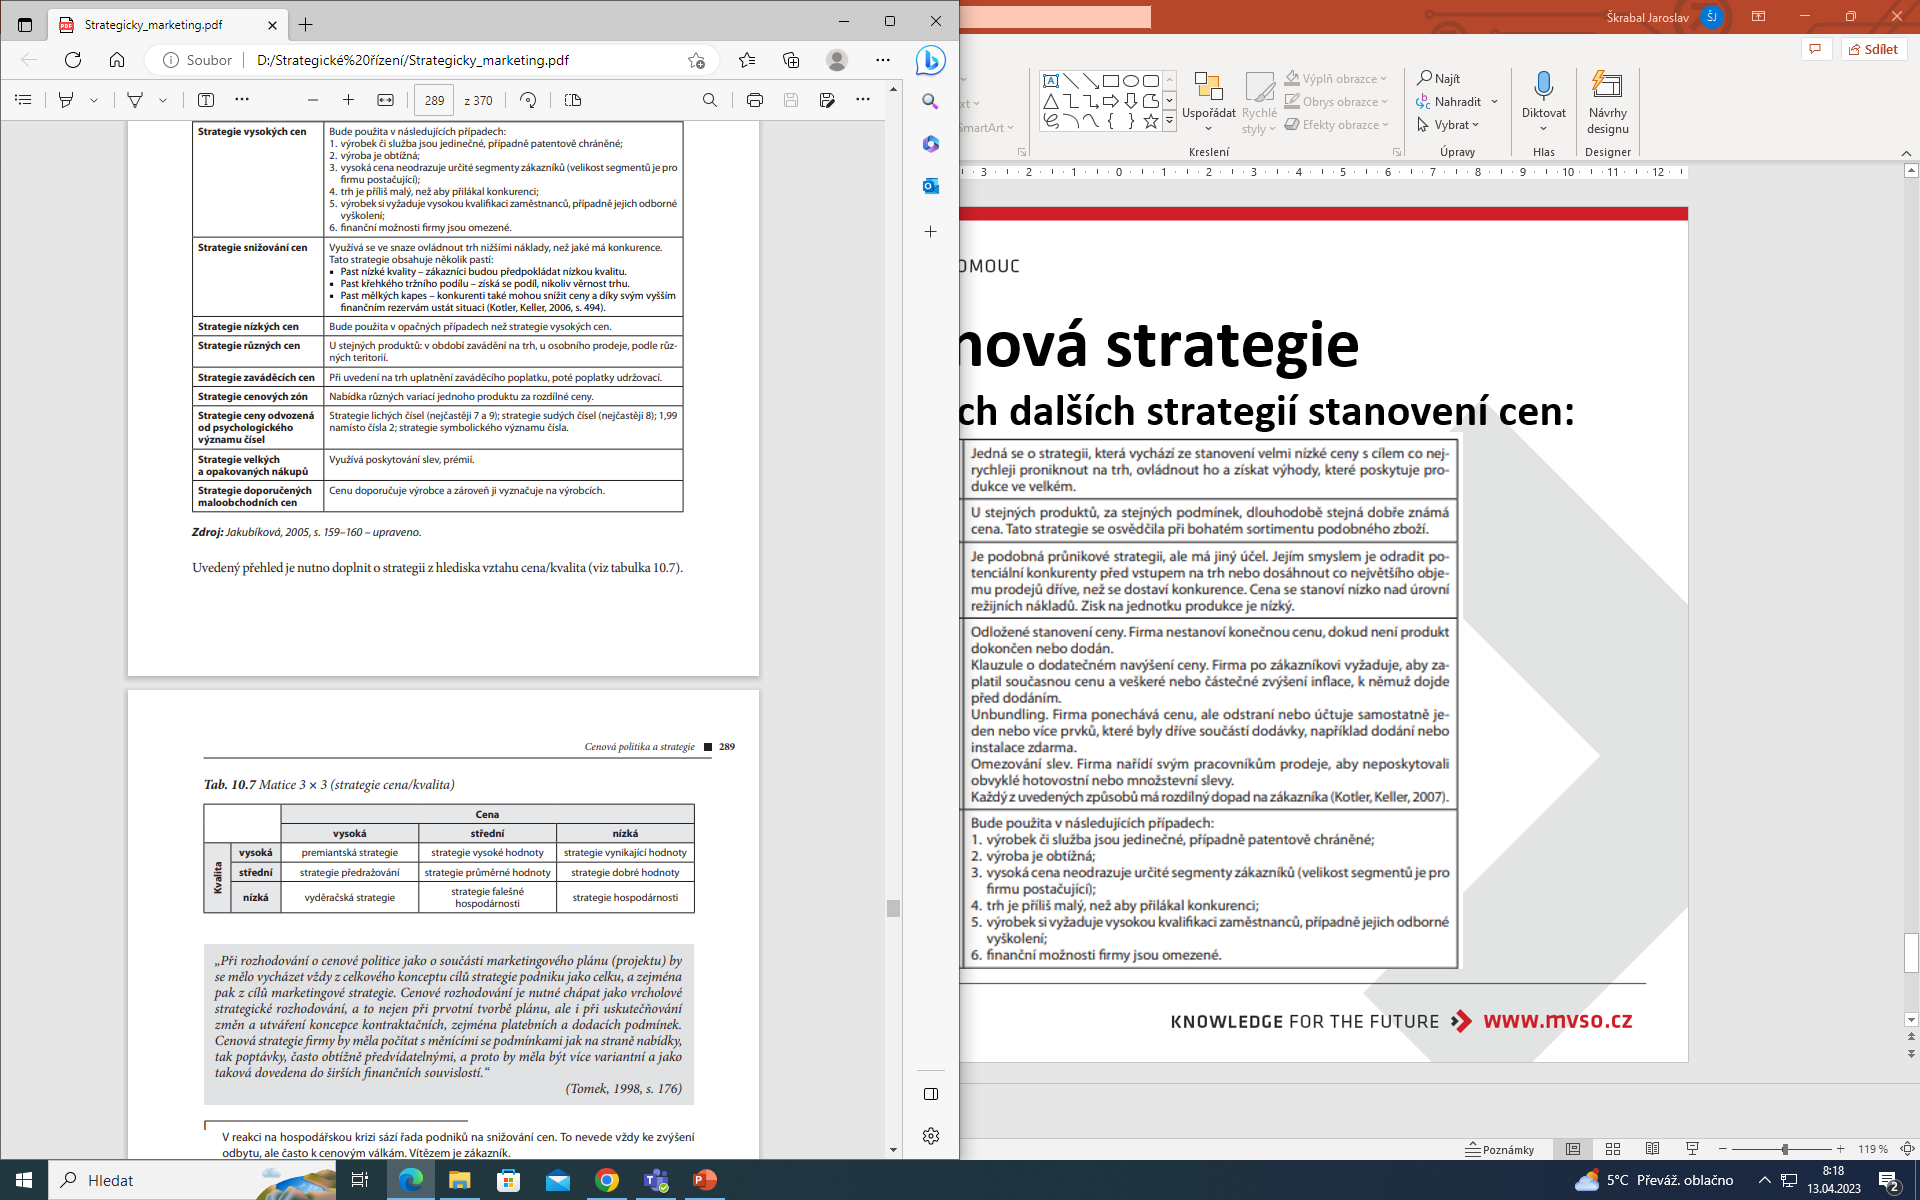 Strategicky_marketing.pdf
Soubor
D:/Strategické%20řízení/Strategicky_marketing.pdf
289
z 370
Strategie vysokých cen
Bude použita v následujících případech:
1. výrobek či služba jsou jedinečné, případně patentově chráněné;
2. výroba je obtížná;
3. vysoká cena neodrazuje určité segmenty zákazníků (velikost segmentů je pro
firmu postačující);
4. trh je příliš malý, než aby přilákal konkurenci;
5. výrobek si vyžaduje vysokou kvalifikaci zaměstnanců, případně jejich odborné
vyškolení;
6. finanční možnosti firmy jsou omezené.
Strategie snižování cen
Využívá se ve snaze ovládnout trh nižšími náklady, než jaké má konkurence.
Tato strategie obsahuje několik pastí:
▪ Past nízké kvality – zákazníci budou předpokládat nízkou kvalitu.
▪ Past křehkého tržního podílu – získá se podíl, nikoliv věrnost trhu.
▪ Past mělkých kapes – konkurenti také mohou snížit ceny a díky svým vyšším
finančním rezervám ustát situaci (Kotler, Keller, 2006, s. 494).
Strategie nízkých cen
Bude použita v opačných případech než strategie vysokých cen.
Strategie různých cen
U stejných produktů: v období zavádění na trh, u osobního prodeje, podle růz-
ných teritorií.
Strategie zaváděcích cen
Při uvedení na trh uplatnění zaváděcího poplatku, poté poplatky udržovací.
Strategie cenových zón
Nabídka různých variací jednoho produktu za rozdílné ceny.
Strategie ceny odvozená
od psychologického
významu čísel
Strategie lichých čísel (nejčastěji 7 a 9); strategie sudých čísel (nejčastěji 8); 1,99
namísto čísla 2; strategie symbolického významu čísla.
Strategie velkých
a opakovaných nákupů
Využívá poskytování slev, prémií.
Strategie doporučených
maloobchodních cen
Cenu doporučuje výrobce a zároveň ji vyznačuje na výrobcích.
Zdroj: Jakubíková, 2005, s. 159–160 – upraveno.
Uvedený přehled je nutno doplnit o strategii z hlediska vztahu cena/kvalita (viz tabulka 10.7).
Cenová politika a strategie ■ 289
Tab. 10.7 Matice 3 × 3 (strategie cena/kvalita)
Cena
vysoká
střední
nízká
Kvalita
vysoká
premiantská strategie
strategie vysoké hodnoty
strategie vynikající hodnoty
střední
strategie předražování
strategie průměrné hodnoty
strategie dobré hodnoty
nízká
vyděračská strategie
strategie falešné
hospodárnosti
strategie hospodárnosti
„Při rozhodování o cenové politice jako o součásti marketingového plánu (projektu) by
se mělo vycházet vždy z celkového konceptu cílů strategie podniku jako celku, a zejména
pak z cílů marketingové strategie. Cenové rozhodování je nutné chápat jako vrcholové
strategické rozhodování, a to nejen při prvotní tvorbě plánu, ale i při uskutečňování
změn a utváření koncepce kontraktačních, zejména platebních a dodacích podmínek.
Cenová strategie firmy by měla počítat s měnícími se podmínkami jak na straně nabídky,
tak poptávky, často obtížně předvídatelnými, a proto by měla být více variantní a jako
taková dovedena do širších finančních souvislostí.“
(Tomek, 1998, s. 176)
V reakci na hospodářskou krizi sází řada podniků na snižování cen. To nevede vždy ke zvýšení
odbytu, ale často k cenovým válkám. Vítězem je zákazník.
Škrabal Jaroslav
ŠJ
Sdílet
xt
SmartArt
Uspořádat
Rychlé
styly
Výplň obrazce
Obrys obrazce
Efekty obrazce
Kreslení
Najít
Nahradit
Vybrat
Úpravy
Diktovat
Hlas
Návrhy
designu
Designer
3 2 1 0 1 2 3 4 5 6 7 8 9 10 11 12
OMOUC
nová strategie
ch dalších strategií stanovení cen:
Jedná se o strategii, která vychází ze stanovení velmi nízké ceny s cílem co nej-
rychleji proniknout na trh, ovládnout ho a získat výhody, které poskytuje pro-
dukce ve velkém.
U stejných produktů, za stejných podmínek, dlouhodobě stejná dobře známá
cena. Tato strategie se osvědčila při bohatém sortimentu podobného zboží.
Je podobná průnikové strategii, ale má jiný účel. Jejím smyslem je odradit po-
tenciální konkurenty před vstupem na trh nebo dosáhnout co největšího obje-
mu prodejů dříve, než se dostaví konkurence. Cena se stanoví nízko nad úrovní
režijních nákladů. Zisk na jednotku produkce je nízký.
Odložené stanovení ceny. Firma nestanoví konečnou cenu, dokud není produkt
dokončen nebo dodán.
Klauzule o dodatečném navýšení ceny. Firma po zákazníkovi vyžaduje, aby za-
platil současnou cenu a veškeré nebo částečné zvýšení inflace, k němuž dojde
před dodáním.
Unbundling. Firma ponechává cenu, ale odstraní nebo účtuje samostatně je-
den nebo více prvků, které byly dříve součástí dodávky, například dodání nebo
instalace zdarma.
Omezování slev. Firma nařídí svým pracovníkům prodeje, aby neposkytovali
obvyklé hotovostní nebo množstevní slevy.
Každý z uvedených způsobů má rozdílný dopad na zákazníka (Kotler, Keller, 2007).
Bude použita v následujících případech:
1. výrobek či služba jsou jedinečné, případně patentově chráněné;
2. výroba je obtížná;
3. vysoká cena neodrazuje určité segmenty zákazníků (velikost segmentů je pro
firmu postačující);
4. trh je příliš malý, než aby přilákal konkurenci;
5. výrobek si vyžaduje vysokou kvalifikaci zaměstnanců, případně jejich odborné
vyškolení;
6. finanční možnosti firmy jsou omezené.
KNOWLEDGE FOR THE FUTURE www.mvso.cz
Poznámky
119 %
Hledat
5°C Převáž. oblačno
8:18
13.04.2023
2